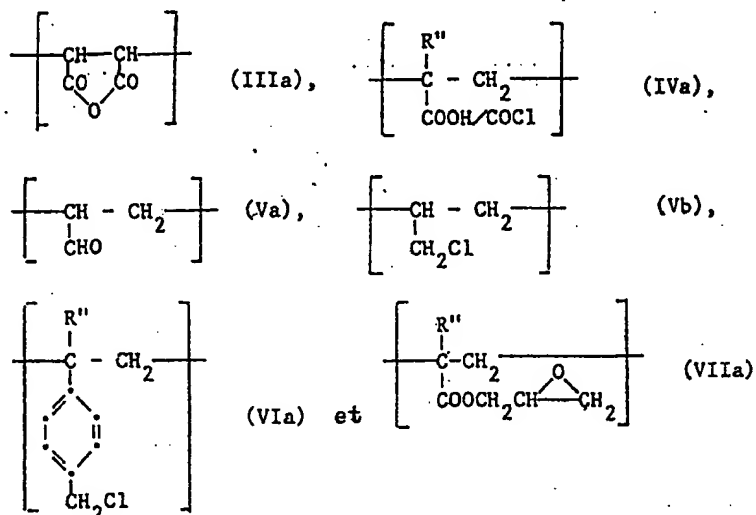 CH CH
CO CO
O
(IIIa),
R"
C - CH2
COOH/COCl
(IVa),
CH - CH2
CHO
(Va),
CH - CH2
CH2Cl
(Vb),
R"
C - CH2
CH2Cl
(VIa) et
R"
C - CH2
O
COOCH2CH CH2
(VIIa)